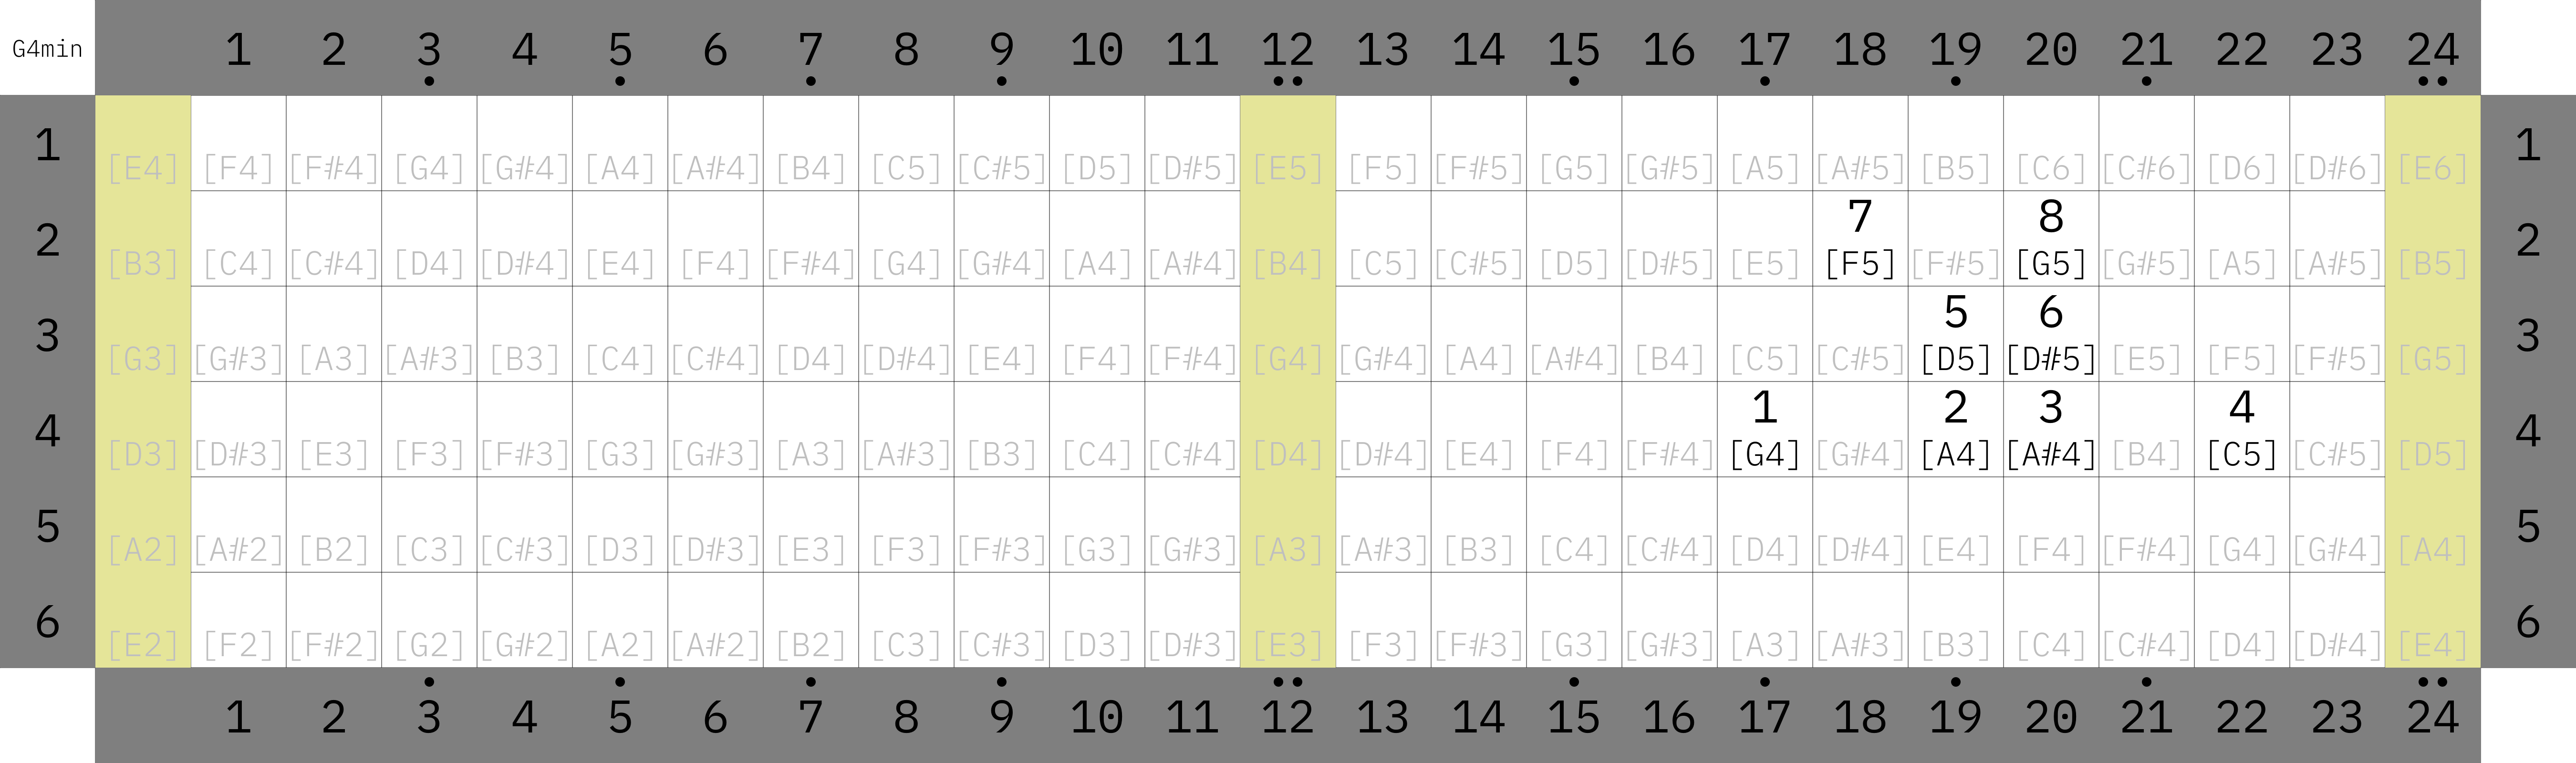 G4min 1 2 3 4 5 6 7 8 9 10 11 12 13 14 15 16 17 18 19 20 21 22 23 24
1 [E4] [F4] [F#4] [G4] [G#4] [A4] [A#4] [B4] [C5] [C#5] [D5] [D#5] [E5] [F5] [F#5] [G5] [G#5] [A5] [A#5] [B5] [C6] [C#6] [D6] [D#6] [E6] 1
7 8
2 [B3] [C4] [C#4] [D4] [D#4] [E4] [F4] [F#4] [G4] [G#4] [A4] [A#4] [B4] [C5] [C#5] [D5] [D#5] [E5] [F5] [F#5] [G5] [G#5] [A5] [A#5] [B5] 2
5 6
3 [G3] [G#3] [A3] [A#3] [B3] [C4] [C#4] [D4] [D#4] [E4] [F4] [F#4] [G4] [G#4] [A4] [A#4] [B4] [C5] [C#5] [D5] [D#5] [E5] [F5] [F#5] [G5] 3
1 2 3 4
4 [D3] [D#3] [E3] [F3] [F#3] [G3] [G#3] [A3] [A#3] [B3] [C4] [C#4] [D4] [D#4] [E4] [F4] [F#4] [G4] [G#4] [A4] [A#4] [B4] [C5] [C#5] [D5] 4
5 [A2] [A#2] [B2] [C3] [C#3] [D3] [D#3] [E3] [F3] [F#3] [G3] [G#3] [A3] [A#3] [B3] [C4] [C#4] [D4] [D#4] [E4] [F4] [F#4] [G4] [G#4] [A4] 5
6 [E2] [F2] [F#2] [G2] [G#2] [A2] [A#2] [B2] [C3] [C#3] [D3] [D#3] [E3] [F3] [F#3] [G3] [G#3] [A3] [A#3] [B3] [C4] [C#4] [D4] [D#4] [E4] 6
1 2 3 4 5 6 7 8 9 10 11 12 13 14 15 16 17 18 19 20 21 22 23 24